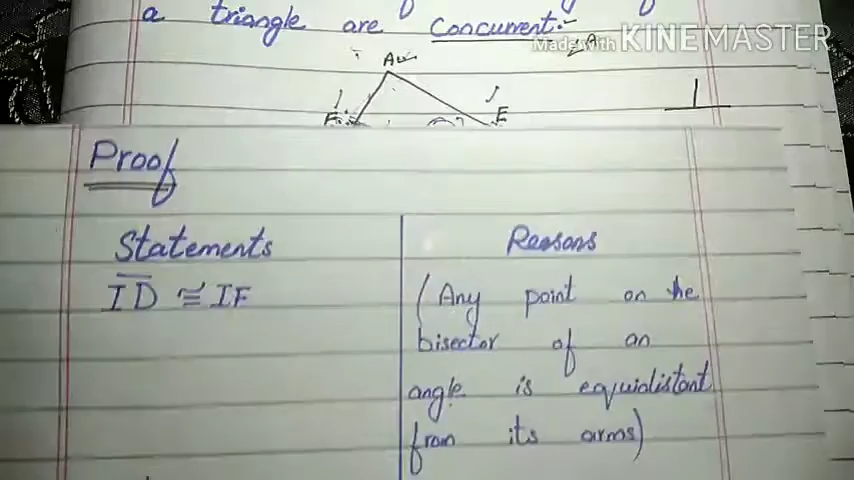 a triangle are Concurrent:-
Made with KINEMASTER
∠A
A
F
E
Proof
Statements
Reasons
ID ≅ IF
(Any point on the
bisector of an
angle is equidistant
from its arms)